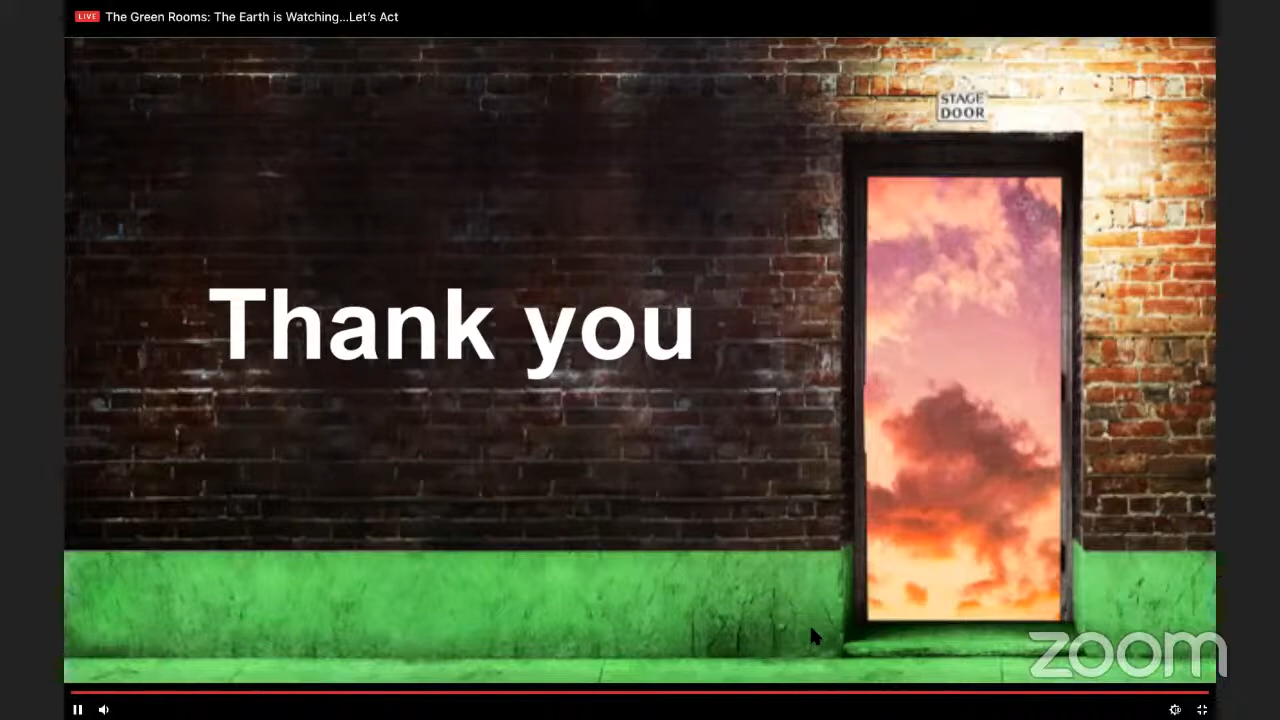 LIVE The Green Rooms: The Earth is Watching...Let’s Act
STAGE
DOOR
Thank you
zoom